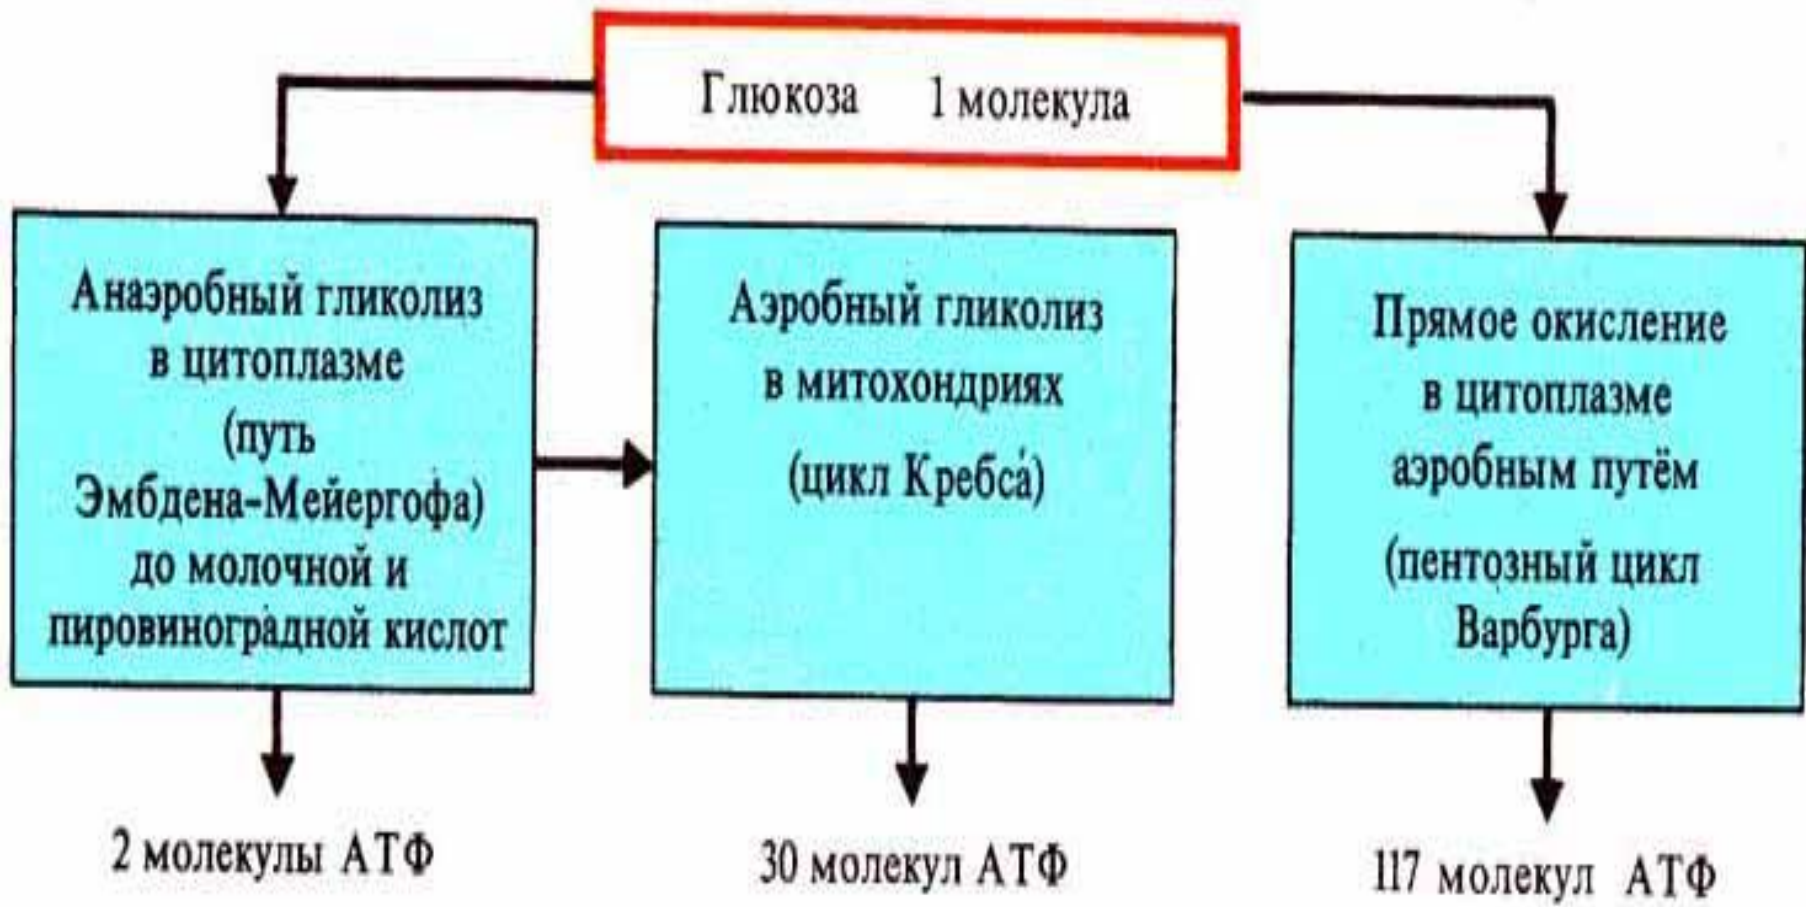 Глюкоза 1 молекула
Анаэробный гликолиз
в цитоплазме
(путь
Эмбдена-Мейергофа)
до молочной и
пировиноградной кислот
Аэробный гликолиз
в митохондриях
(цикл Кребса)
Прямое окисление
в цитоплазме
аэробным путём
(пентозный цикл
Варбурга)
2 молекулы АТФ
30 молекул АТФ
117 молекул АТФ